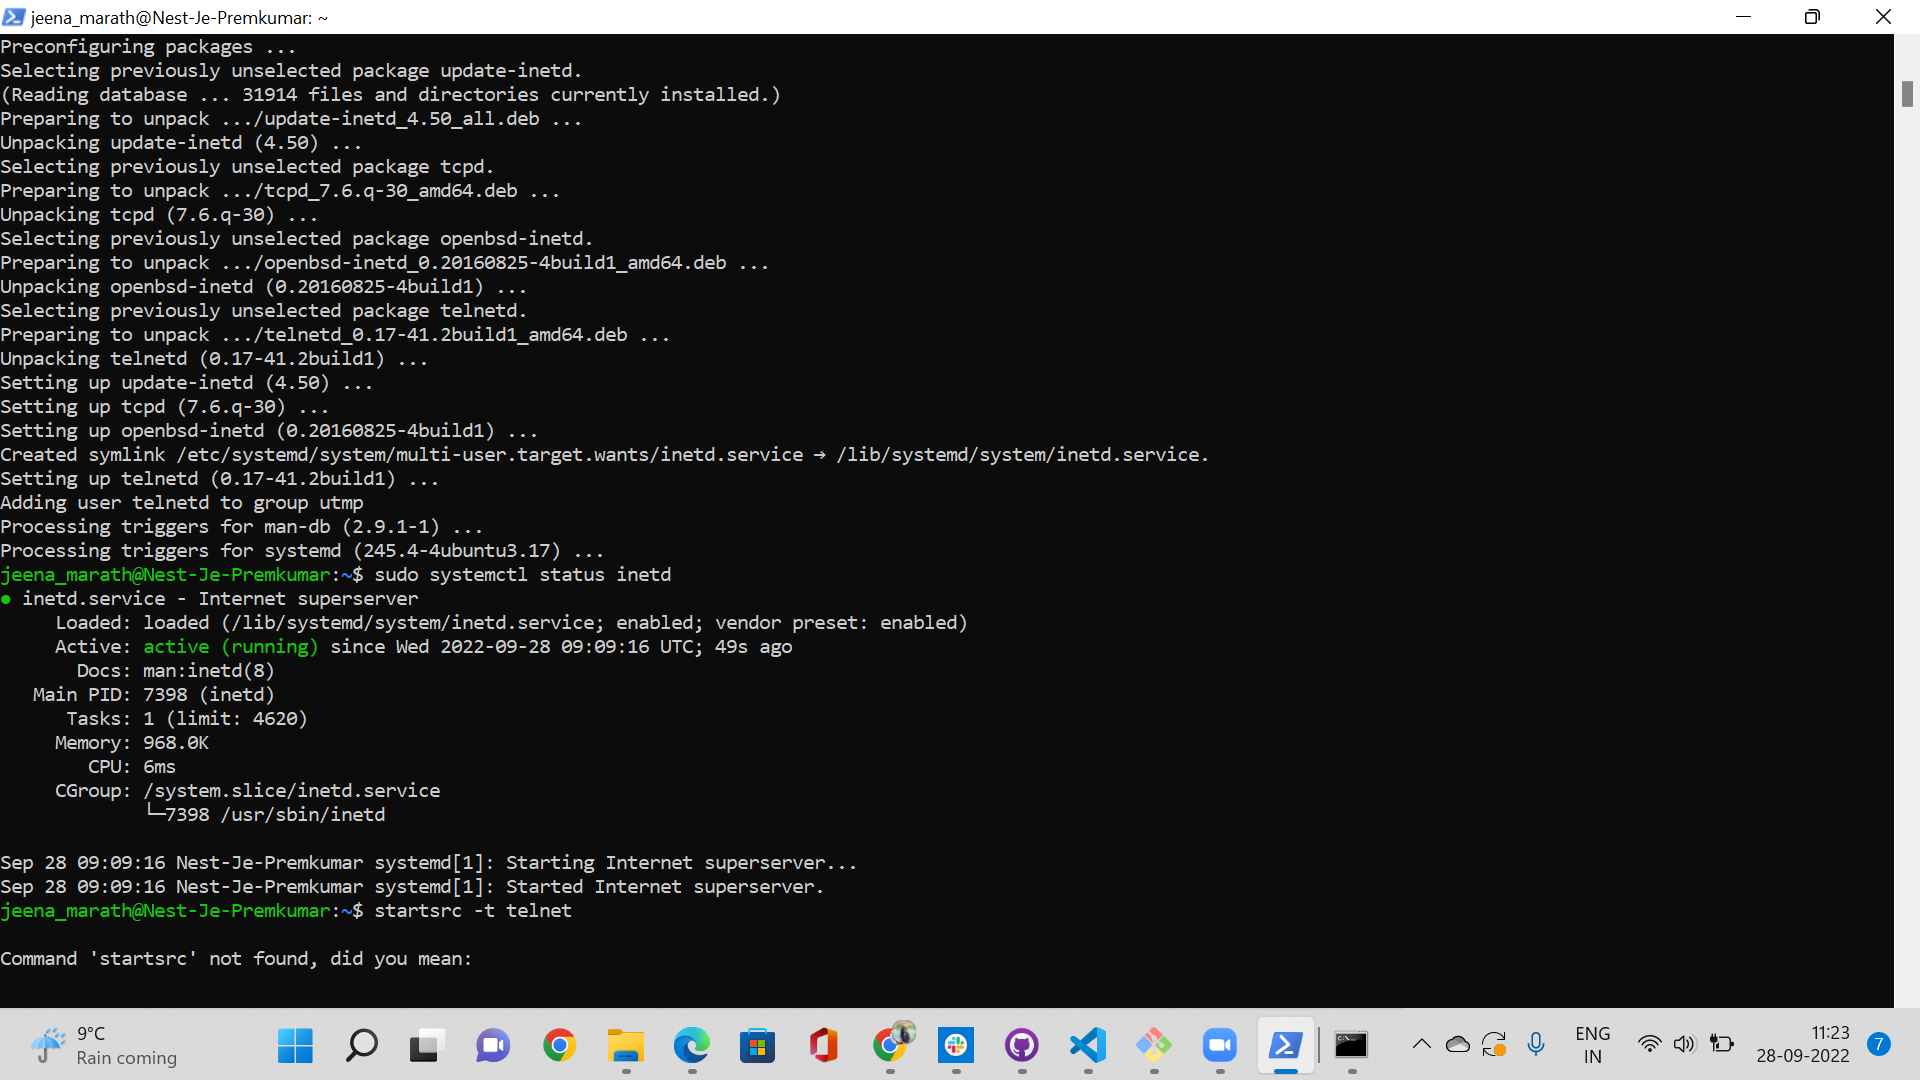 jeena_marath@Nest-Je-Premkumar: ~
Preconfiguring packages ...
Selecting previously unselected package update-inetd.
(Reading database ... 31914 files and directories currently installed.)
Preparing to unpack .../update-inetd_4.50_all.deb ...
Unpacking update-inetd (4.50) ...
Selecting previously unselected package tcpd.
Preparing to unpack .../tcpd_7.6.q-30_amd64.deb ...
Unpacking tcpd (7.6.q-30) ...
Selecting previously unselected package openbsd-inetd.
Preparing to unpack .../openbsd-inetd_0.20160825-4build1_amd64.deb ...
Unpacking openbsd-inetd (0.20160825-4build1) ...
Selecting previously unselected package telnetd.
Preparing to unpack .../telnetd_0.17-41.2build1_amd64.deb ...
Unpacking telnetd (0.17-41.2build1) ...
Setting up update-inetd (4.50) ...
Setting up tcpd (7.6.q-30) ...
Setting up openbsd-inetd (0.20160825-4build1) ...
Created symlink /etc/systemd/system/multi-user.target.wants/inetd.service → /lib/systemd/system/inetd.service.
Setting up telnetd (0.17-41.2build1) ...
Adding user telnetd to group utmp
Processing triggers for man-db (2.9.1-1) ...
Processing triggers for systemd (245.4-4ubuntu3.17) ...
jeena_marath@Nest-Je-Premkumar:~$ sudo systemctl status inetd
● inetd.service - Internet superserver
Loaded: loaded (/lib/systemd/system/inetd.service; enabled; vendor preset: enabled)
Active: active (running) since Wed 2022-09-28 09:09:16 UTC; 49s ago
Docs: man:inetd(8)
Main PID: 7398 (inetd)
Tasks: 1 (limit: 4620)
Memory: 968.0K
CPU: 6ms
CGroup: /system.slice/inetd.service
└─7398 /usr/sbin/inetd
Sep 28 09:09:16 Nest-Je-Premkumar systemd[1]: Starting Internet superserver...
Sep 28 09:09:16 Nest-Je-Premkumar systemd[1]: Started Internet superserver.
jeena_marath@Nest-Je-Premkumar:~$ startsrc -t telnet
Command 'startsrc' not found, did you mean:
9°C
Rain coming
ENG
IN
11:23
28-09-2022
7